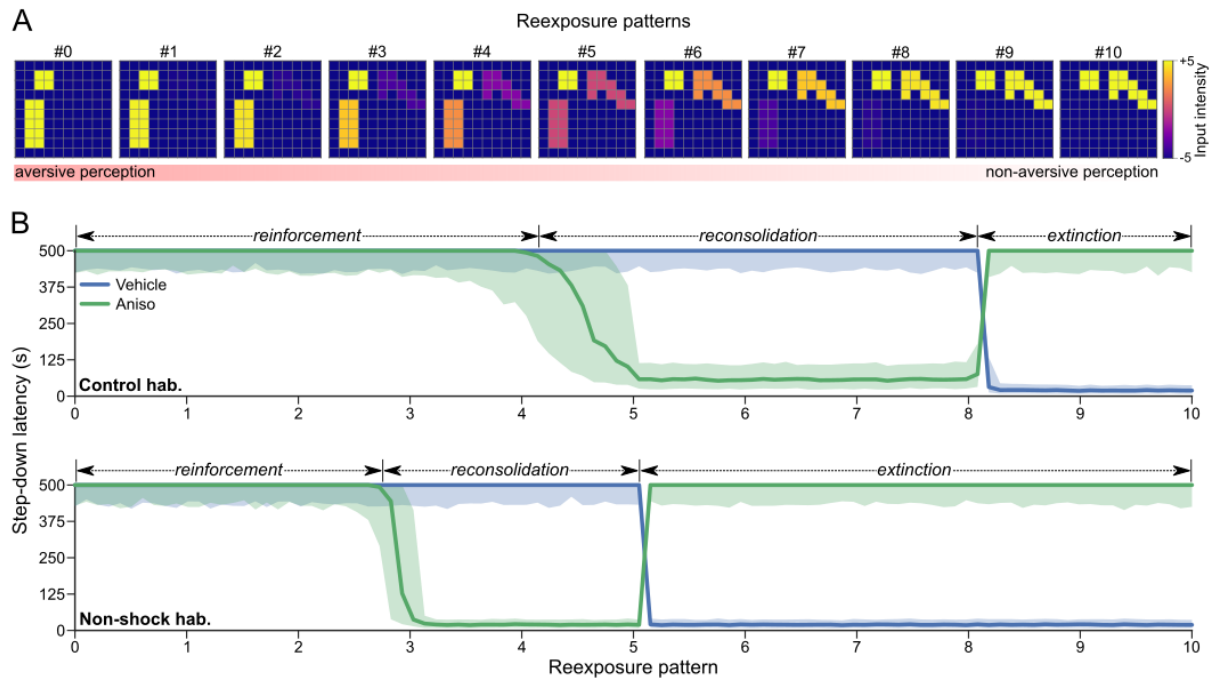 A
Reexposure patterns
#0 #1 #2 #3 #4 #5 #6 #7 #8 #9 #10
+5
Input intensity
-5
aversive perception non-aversive perception
B
reinforcement reconsolidation extinction
500
375
250
125
0
Vehicle
Aniso
Control hab.
0 1 2 3 4 5 6 7 8 9 10
Step-down latency (s)
reinforcement reconsolidation extinction
500
375
250
125
0
Non-shock hab.
0 1 2 3 4 5 6 7 8 9 10
Reexposure pattern